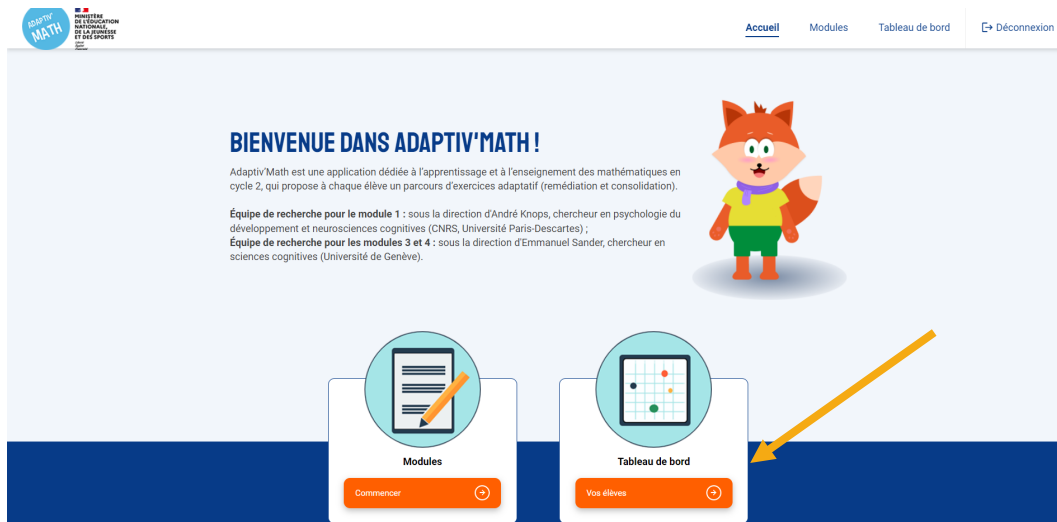 ADAPTIV'
MATH
MINISTÈRE
DE L'ÉDUCATION
NATIONALE,
DE LA JEUNESSE
ET DES SPORTS
Accueil
Modules
Tableau de bord
Déconnexion
BIENVENUE DANS ADAPTIV'MATH !
Adaptiv'Math est une application dédiée à l'apprentissage et à l'enseignement des mathématiques en
cycle 2, qui propose à chaque élève un parcours d'exercices adaptatif (remédiation et consolidation).
Équipe de recherche pour le module 1 : sous la direction d'André Knops, chercheur en psychologie du
développement et neurosciences cognitives (CNRS, Université Paris-Descartes) ;
Équipe de recherche pour les modules 3 et 4 : sous la direction d'Emmanuel Sander, chercheur en
sciences cognitives (Université de Genève).
Modules
Commencer
Tableau de bord
Vos élèves